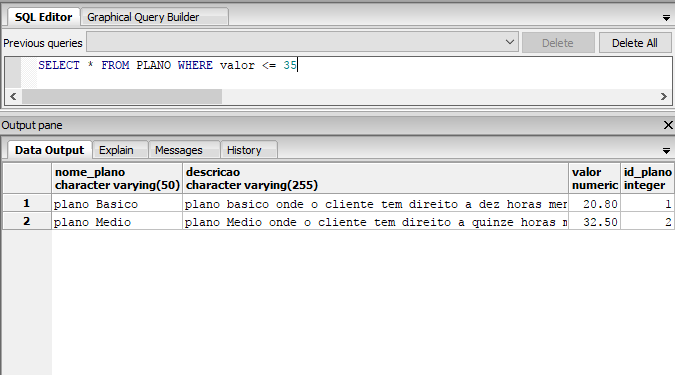 SQL Editor Graphical Query Builder
Previous queries Delete Delete All
SELECT * FROM PLANO WHERE valor <= 35
Output pane
Data Output Explain Messages History
nome_plano descricao valor id_plano
character varying(50) character varying(255) numeric integer
1 plano Basico plano basico onde o cliente tem direito a dez horas men 20.80 1
2 plano Medio plano Medio onde o cliente tem direito a quinze horas m 32.50 2